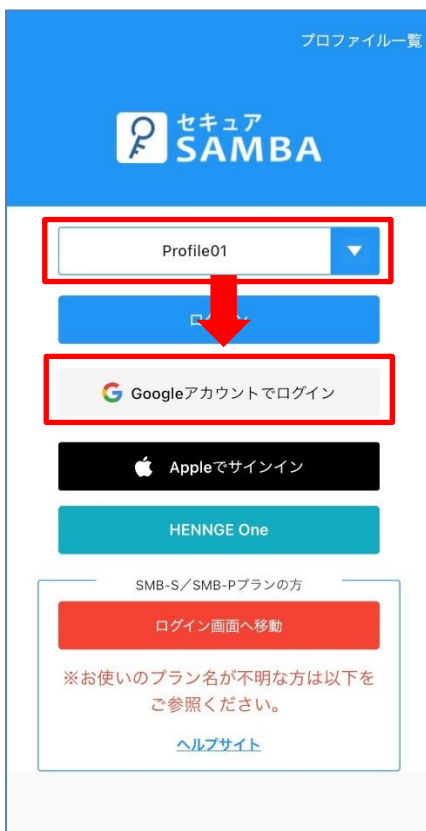 プロファイル一覧
セキュア
SAMBA
Profile01
Googleアカウントでログイン
Appleでサインイン
HENNGE One
SMB-S／SMB-Pプランの方
ログイン画面へ移動
※お使いのプラン名が不明な方は以下を
ご参照ください。
ヘルプサイト